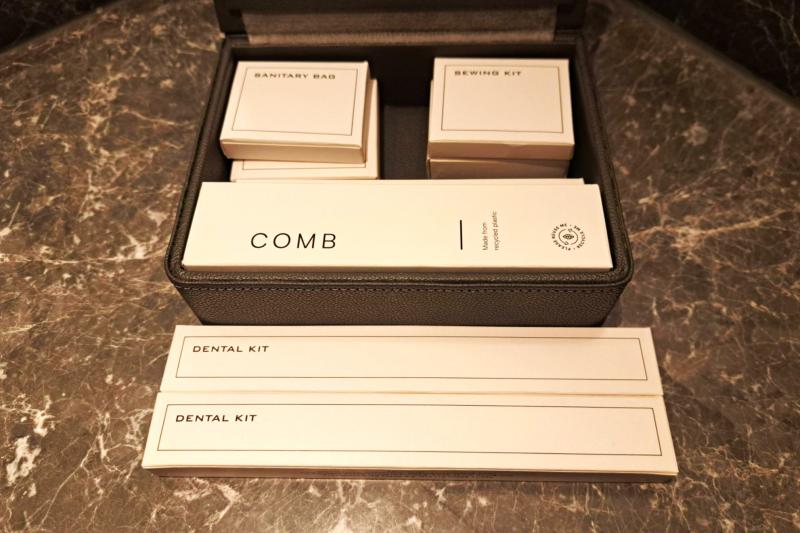 SANITARY BAG
SEWING KIT
COMB
Made from
recycled plastic
DENTAL KIT
DENTAL KIT